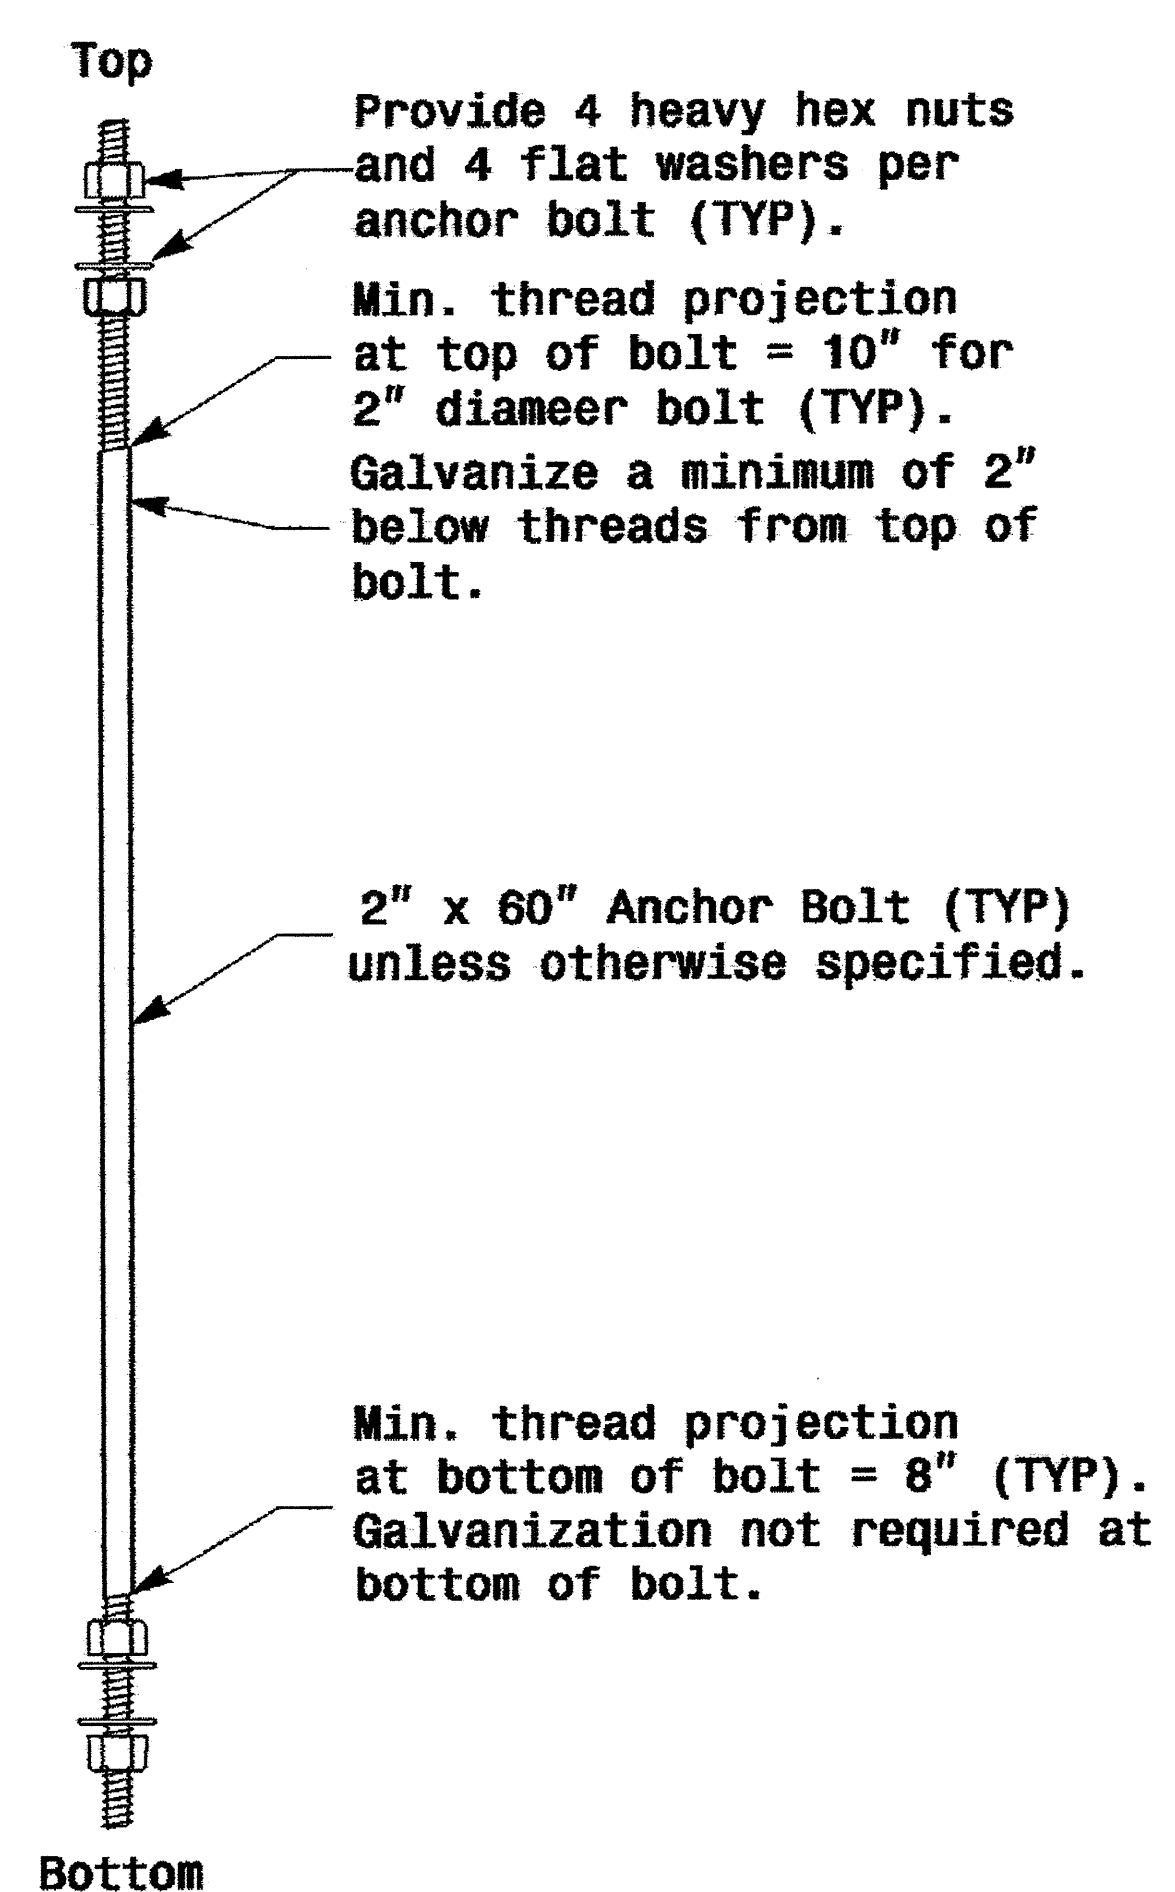 Top
Provide 4 heavy hex nuts
and 4 flat washers per
anchor bolt (TYP).
Min. thread projection
at top of bolt = 10" for
2" diameer bolt (TYP).
Galvanize a minimum of 2"
below threads from top of
bolt.
2" x 60" Anchor Bolt (TYP)
unless otherwise specified.
Min. thread projection
at bottom of bolt = 8" (TYP).
Galvanization not required at
bottom of bolt.
Bottom